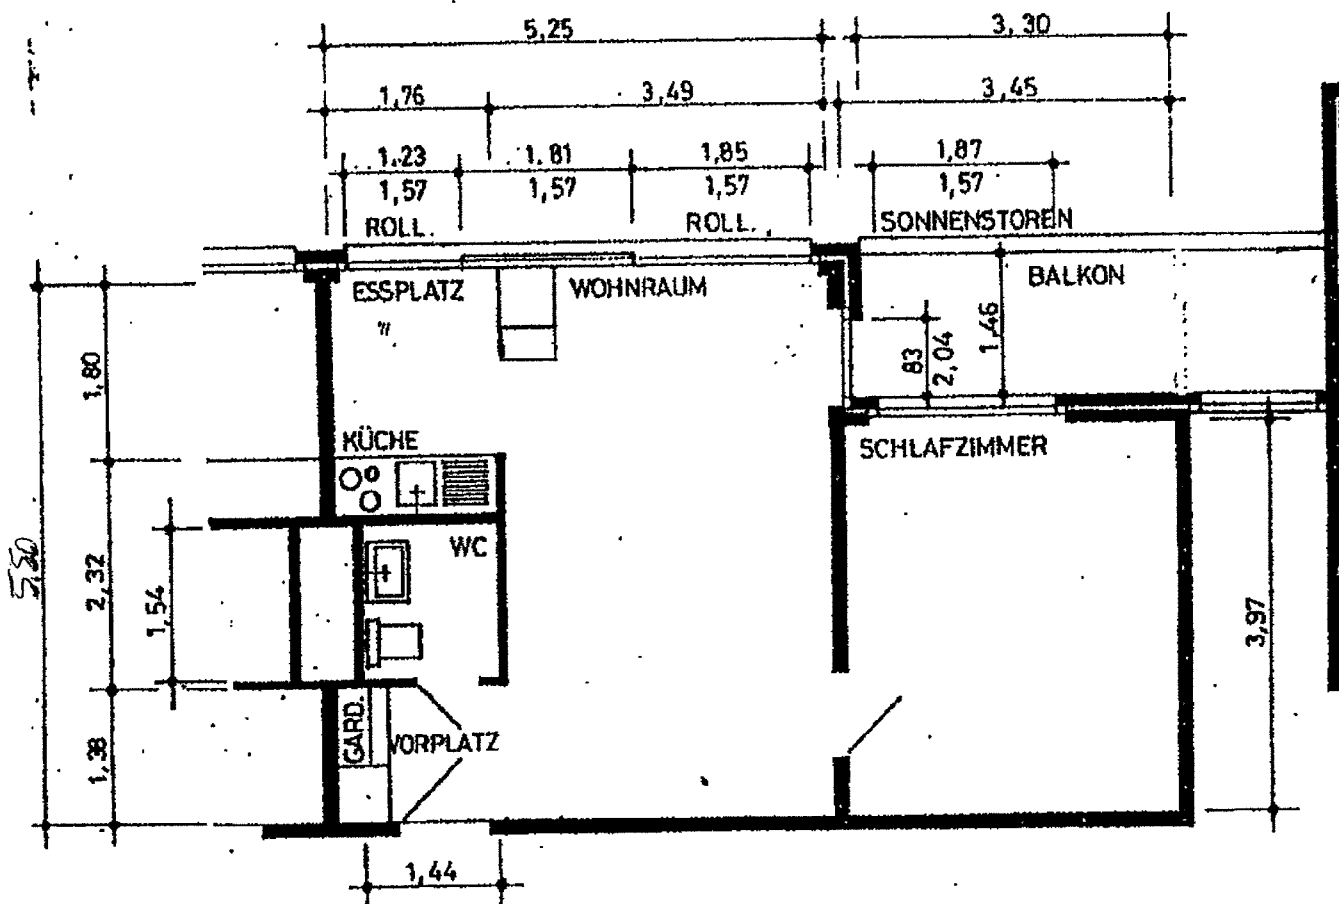 5,25
3,30
1,76
3,49
3,45
1.23
1.81
1,85
1,87
1,57
1,57
1,57
1,57
ROLL.
ROLL.
SONNENSTOREN
ESSPLATZ
WOHNRAUM
BALKON
83
2,04
1,46
1,80
KÜCHE
SCHLAFZIMMER
WC
5,80
2,32
1,54
3,97
GARD.
VORPLATZ
1,38
1,44